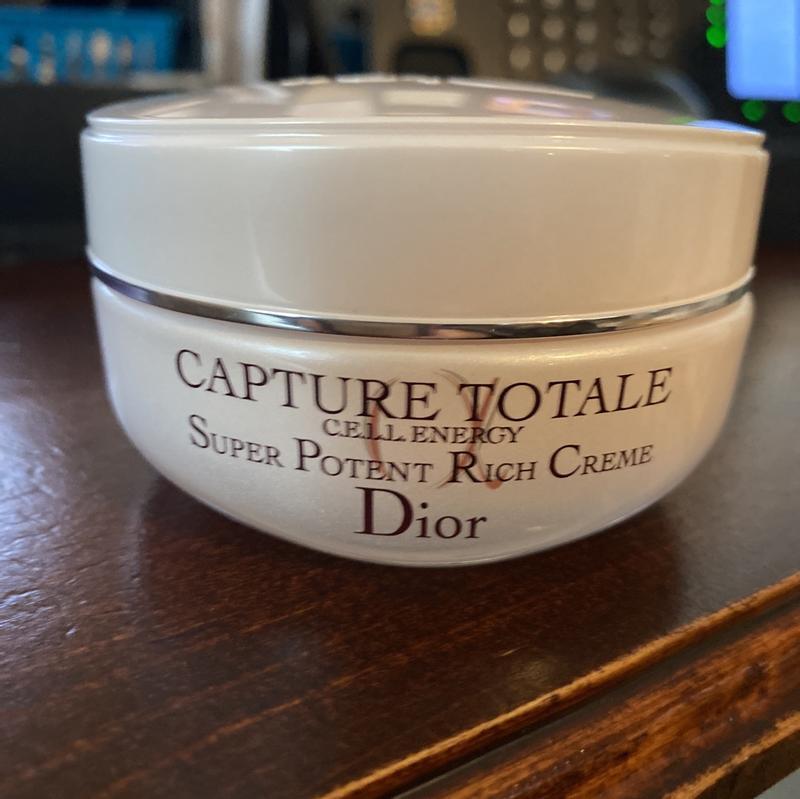 CAPTURE TOTALE
C.E.L.L. ENERGY
SUPER POTENT RICH CREME
Dior